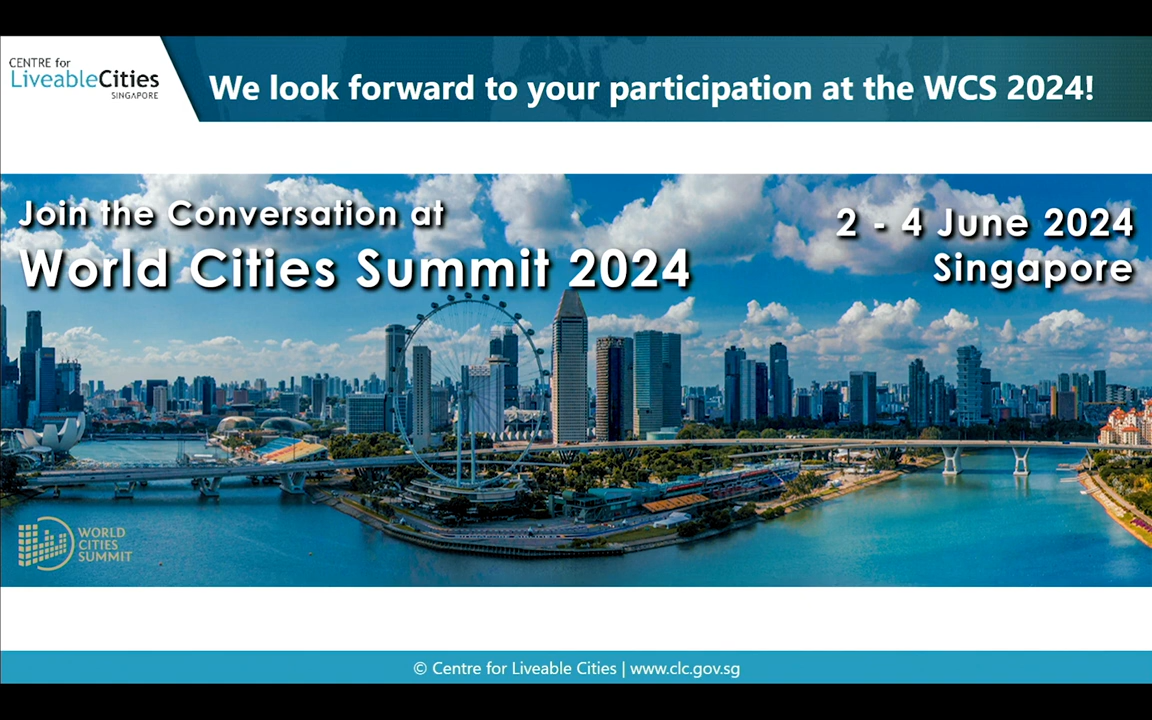 CENTRE for
LiveableCities
SINGAPORE
We look forward to your participation at the WCS 2024!
Join the Conversation at
World Cities Summit 2024
2 - 4 June 2024
Singapore
WORLD
CITIES
SUMMIT
© Centre for Liveable Cities | www.clc.gov.sg